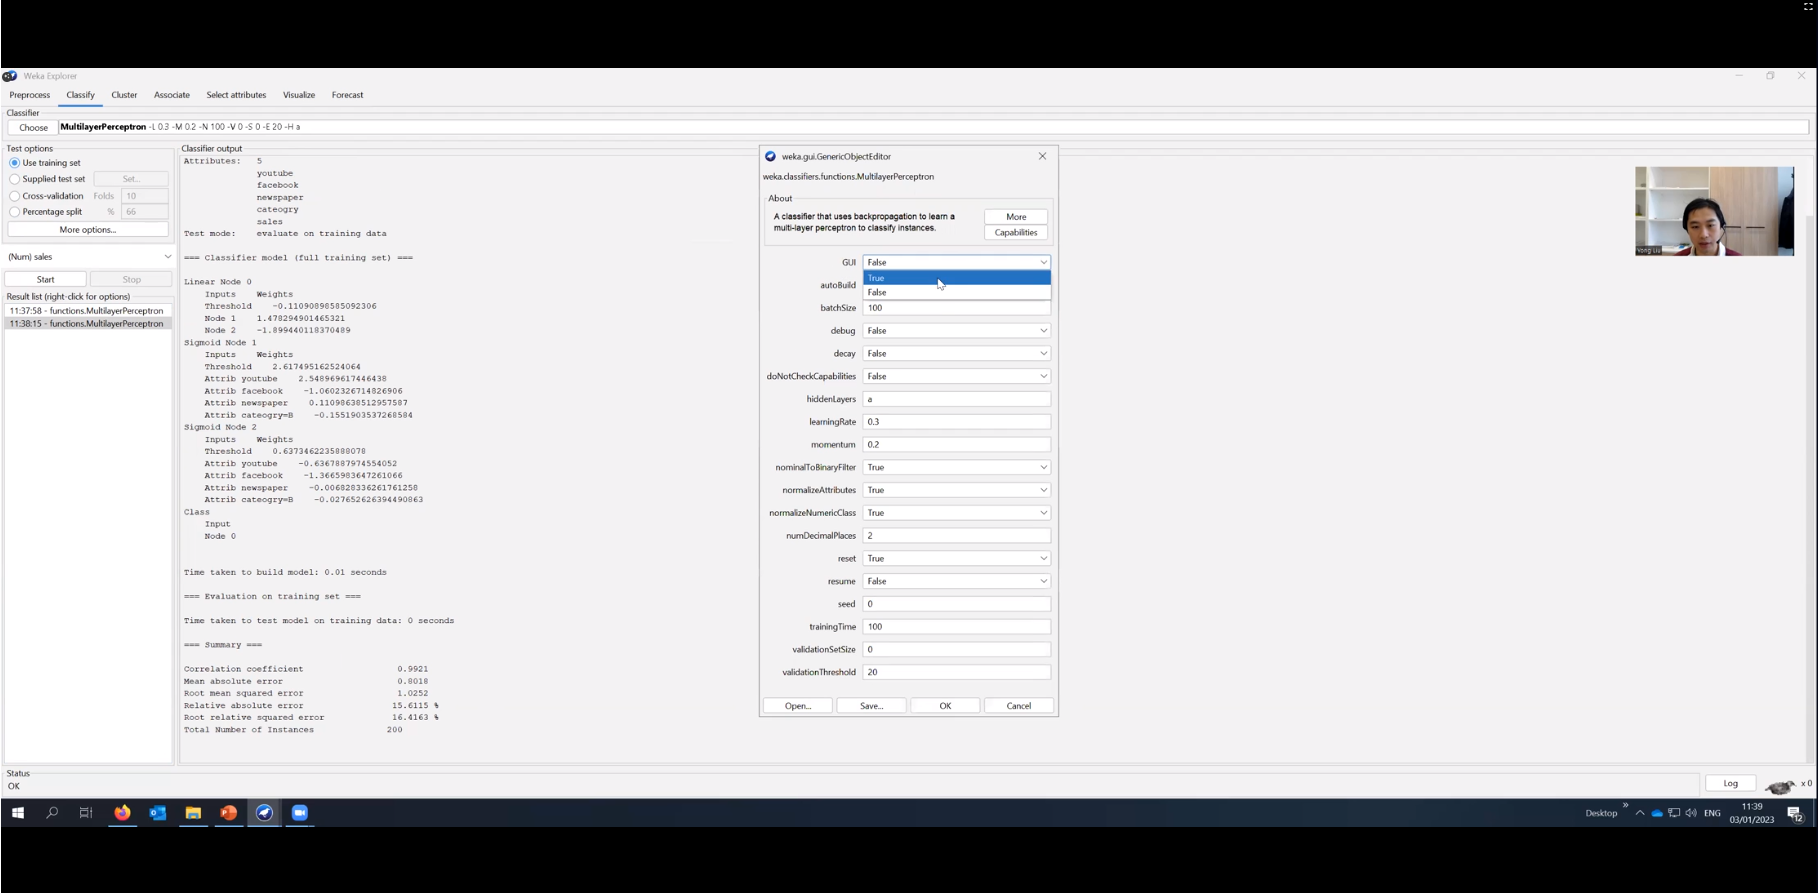 Weka Explorer
Preprocess Classify Cluster Associate Select attributes Visualize Forecast
Classifier
Choose MultilayerPerceptron -L 0.3 -M 0.2 -N 100 -V 0 -S 0 -E 20 -H a
Test options
Use training set
Supplied test set Set...
Cross-validation Folds 10
Percentage split % 66
More options...
(Num) sales
Start Stop
Result list (right-click for options)
11:37:58 - functions.MultilayerPerceptron
11:38:15 - functions.MultilayerPerceptron
Classifier output
Attributes: 5
youtube
facebook
newspaper
cateogry
sales
Test mode: evaluate on training data
=== Classifier model (full training set) ===
Linear Node 0
Inputs Weights
Threshold -0.11090898585092306
Node 1 1.478294901465321
Node 2 -1.899440118370489
Sigmoid Node 1
Inputs Weights
Threshold 2.617495162524064
Attrib youtube 2.548969617446438
Attrib facebook -1.0602326714826906
Attrib newspaper 0.11098638512957587
Attrib cateogry=B -0.1551903537268584
Sigmoid Node 2
Inputs Weights
Threshold 0.6373462235888078
Attrib youtube -0.6367887974554052
Attrib facebook -1.3665983647261066
Attrib newspaper -0.006828336261761258
Attrib cateogry=B -0.027652626394490863
Class
Input
Node 0
Time taken to build model: 0.01 seconds
=== Evaluation on training set ===
Time taken to test model on training data: 0 seconds
=== Summary ===
Correlation coefficient 0.9921
Mean absolute error 0.8018
Root mean squared error 1.0252
Relative absolute error 15.6115 %
Root relative squared error 16.4163 %
Total Number of Instances 200
weka.gui.GenericObjectEditor
weka.classifiers.functions.MultilayerPerceptron
About
A classifier that uses backpropagation to learn a
multi-layer perceptron to classify instances.
More
Capabilities
GUI False
True
autoBuild
False
batchSize 100
debug False
decay False
doNotCheckCapabilities False
hiddenLayers a
learningRate 0.3
momentum 0.2
nominalToBinaryFilter True
normalizeAttributes True
normalizeNumericClass True
numDecimalPlaces 2
reset True
resume False
seed 0
trainingTime 100
validationSetSize 0
validationThreshold 20
Open... Save... OK Cancel
Yong Liu
Status
OK
Log x 0
Desktop ENG 11:39
03/01/2023
12